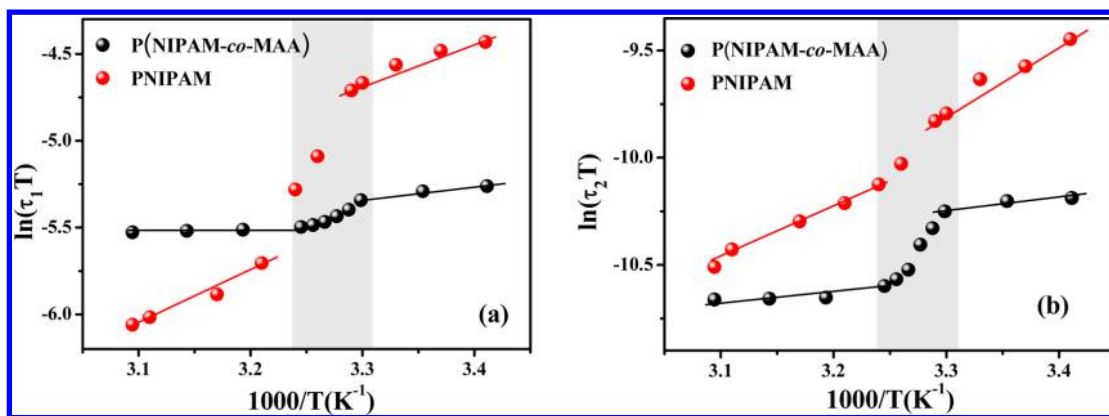 P(NIPAM-co-MAA)
PNIPAM
-4.5
-5.0
-5.5
-6.0
ln(τ1T)
(a)
3.1 3.2 3.3 3.4
1000/T(K-1)
P(NIPAM-co-MAA)
PNIPAM
-9.5
-10.0
-10.5
ln(τ2T)
(b)
3.1 3.2 3.3 3.4
1000/T(K-1)